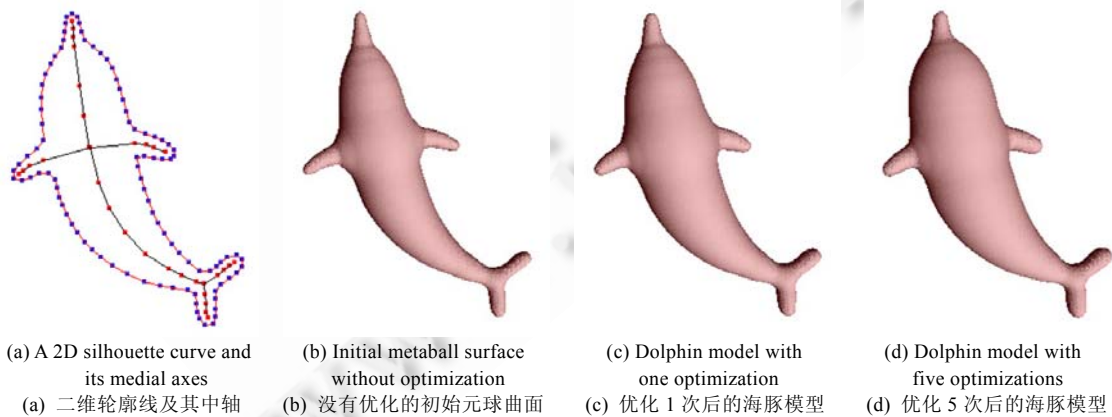 (a) A 2D silhouette curve and
its medial axes
(a) 二维轮廓线及其中轴
(b) Initial metaball surface
without optimization
(b) 没有优化的初始元球曲面
(c) Dolphin model with
one optimization
(c) 优化 1 次后的海豚模型
(d) Dolphin model with
five optimizations
(d) 优化 5 次后的海豚模型